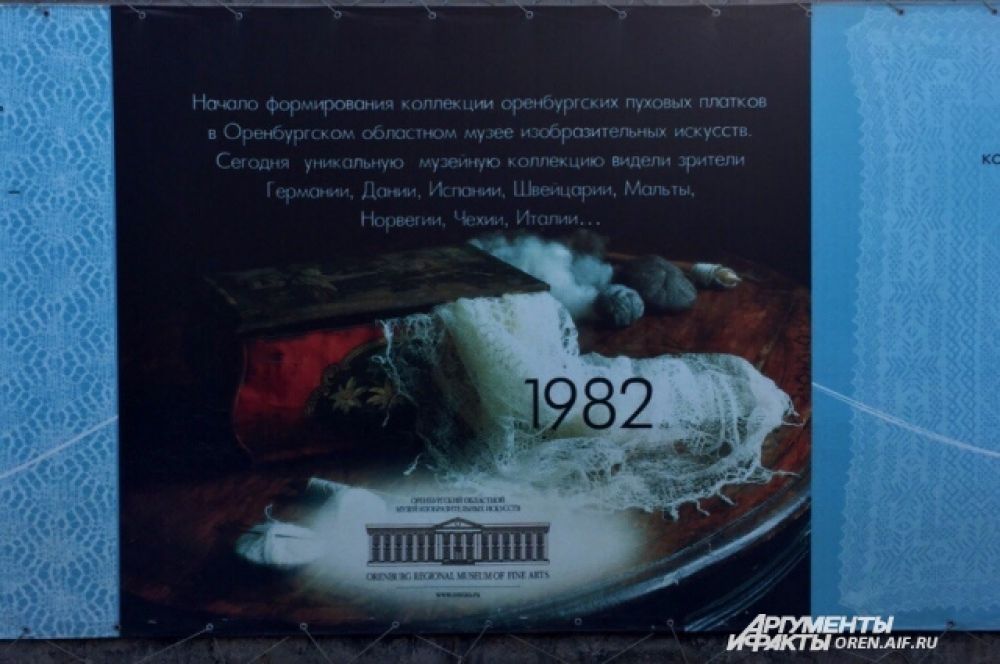 Начало формирования коллекции оренбургских пуховых платков
в Оренбургском областном музее изобразительных искусств.
Сегодня уникальную музейную коллекцию видели зрители
Германии, Дании, Испании, Швейцарии, Мальты,
Норвегии, Чехии, Италии...
ко
1982
ОРЕНБУРГСКИЙ ОБЛАСТНОЙ
МУЗЕЙ ИЗОБРАЗИТЕЛЬНЫХ ИСКУССТВ
ORENBURG REGIONAL MUSEUM OF FINE ARTS
АРГУМЕНТЫ
И ФАКТЫ OREN.AIF.RU